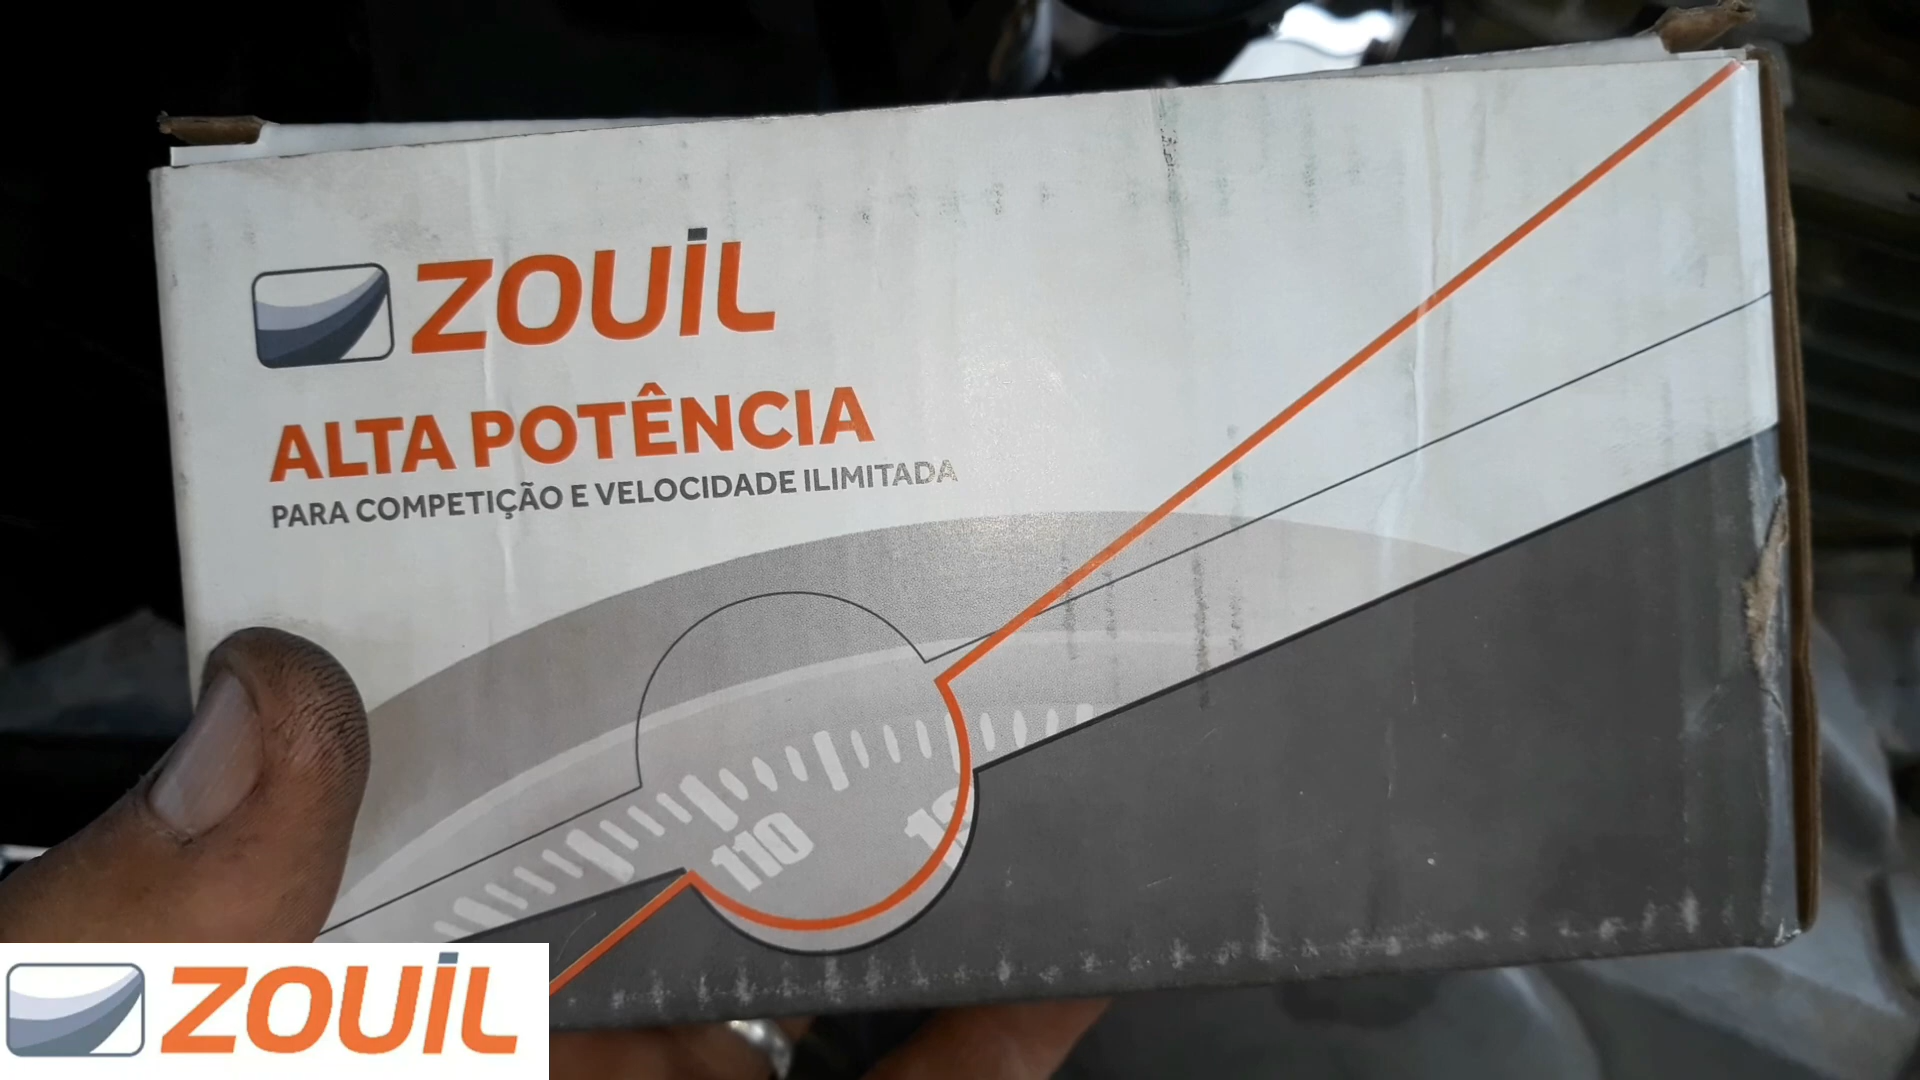 ZOUIL
ALTA POTÊNCIA
PARA COMPETIÇÃO E VELOCIDADE ILIMITADA
110
ZOUIL